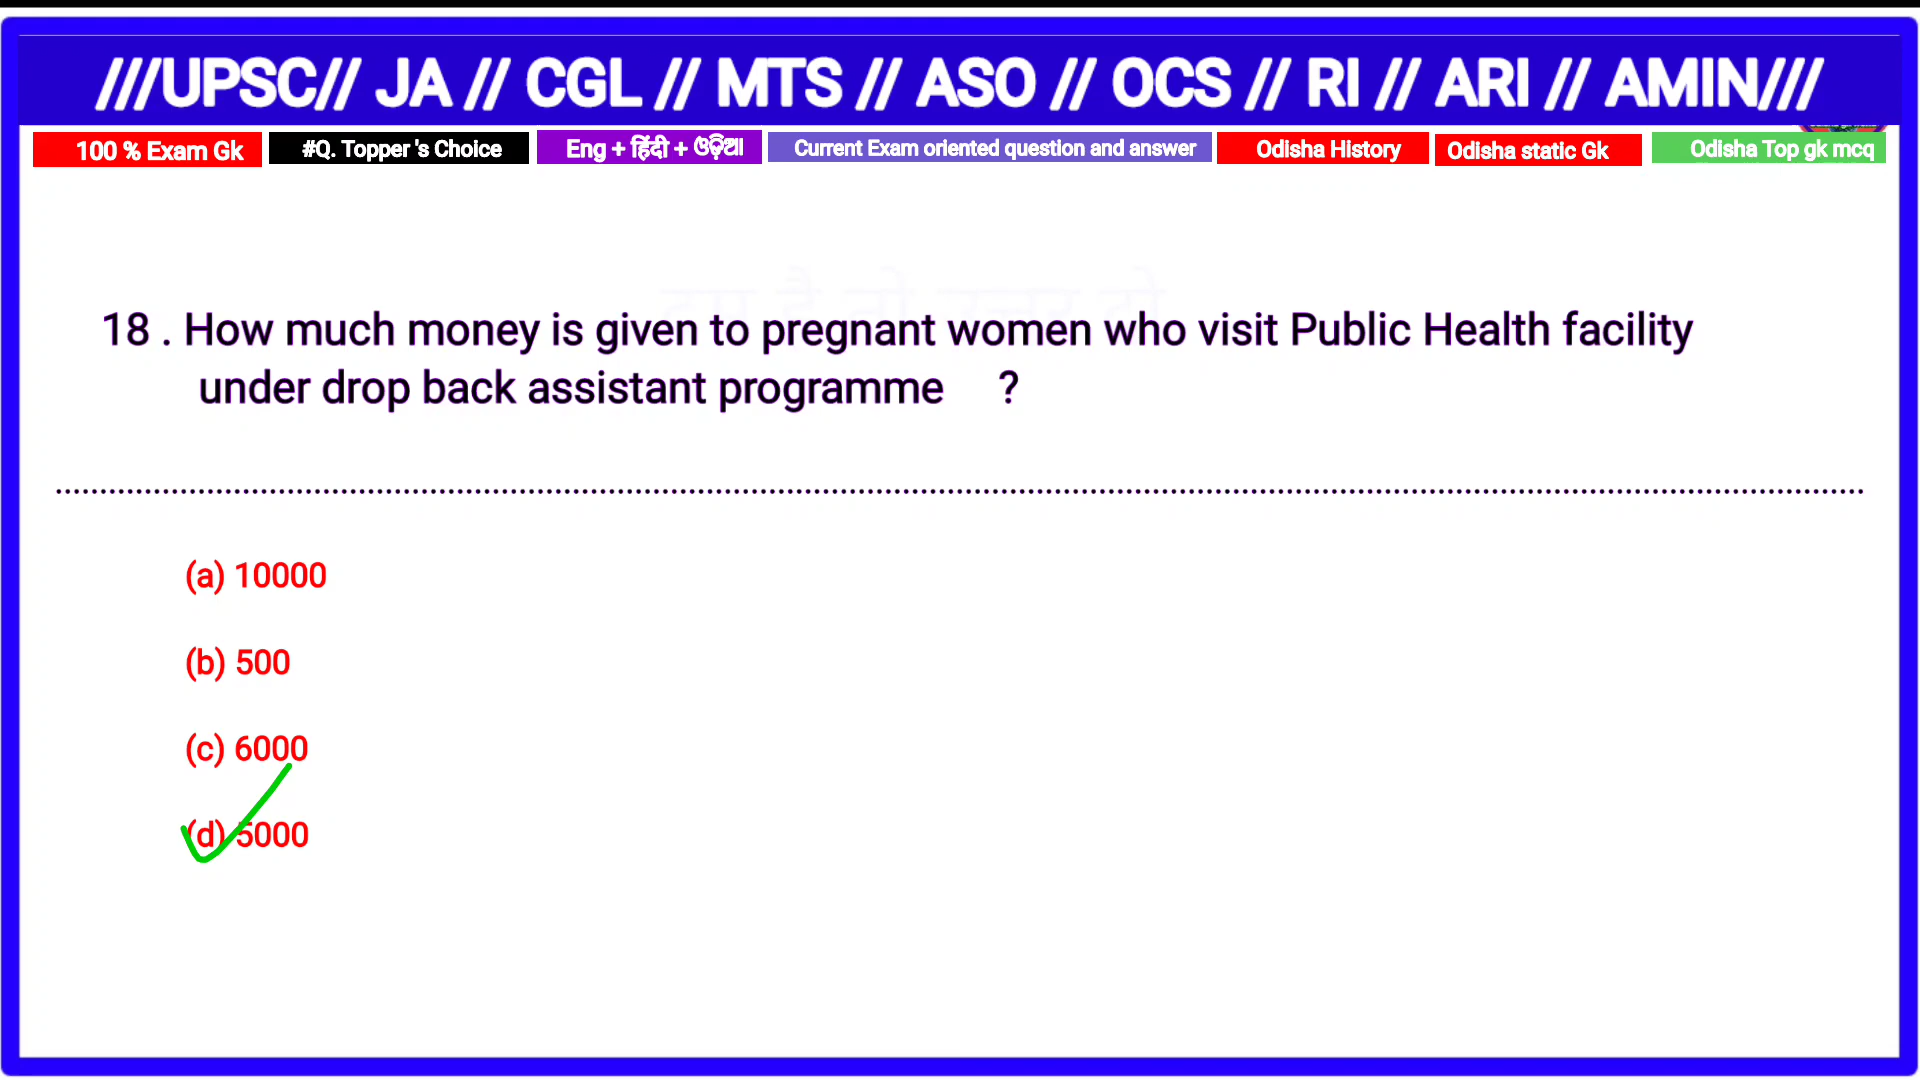 ///UPSC// JA // CGL // MTS // ASO // OCS // RI // ARI // AMIN///
100 % Exam Gk #Q. Topper 's Choice Eng + हिंदी + ଓଡ଼ିଆ Current Exam oriented question and answer Odisha History Odisha static Gk Odisha Top gk mcq
18 . How much money is given to pregnant women who visit Public Health facility
under drop back assistant programme ?
(a) 10000
(b) 500
(c) 6000
(d) 5000